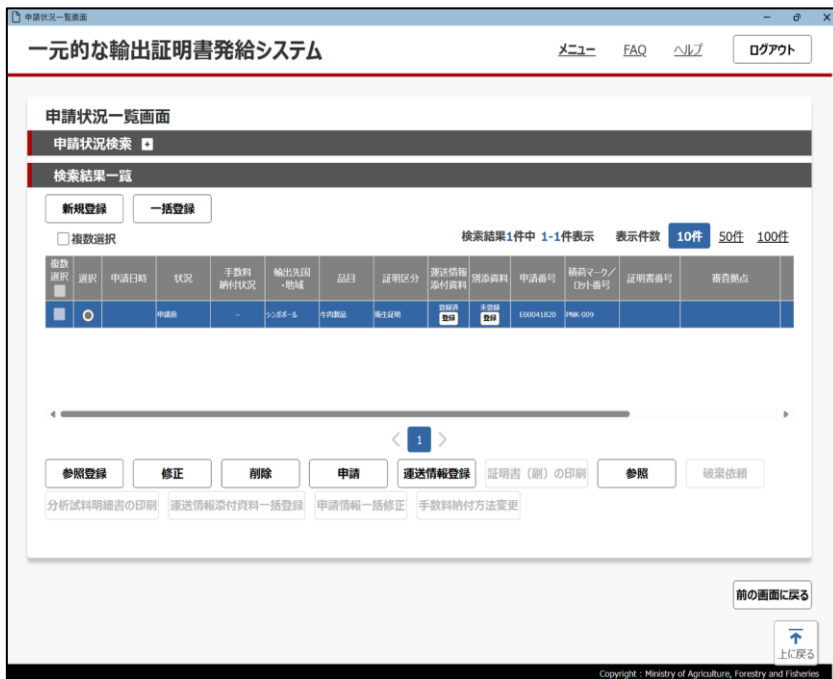 申請状況一覧画面
一元的な輸出証明書発給システム メニュー FAQ ヘルプ ログアウト
申請状況一覧画面
申請状況検索 +
検索結果一覧
新規登録 一括登録
複数選択 検索結果1件中 1-1件表示 表示件数 10件 50件 100件
複数選択 選択 申請日時 状況 手数料納付状況 輸出先国・地域 品目 証明区分 運送情報添付資料 別添資料 申請番号 積荷マーク/ロット番号 証明書番号 審査拠点
申請前 - シンガポール 牛肉製品 衛生証明 登録済 登録 未登録 登録 E00041820 PNK-009
1
参照登録 修正 削除 申請 運送情報登録 証明書(副)の印刷 参照 破棄依頼
分析試料明細書の印刷 運送情報添付資料一括登録 申請情報一括修正 手数料納付方法変更
前の画面に戻る
上に戻る
Copyright : Ministry of Agriculture, Forestry and Fisheries